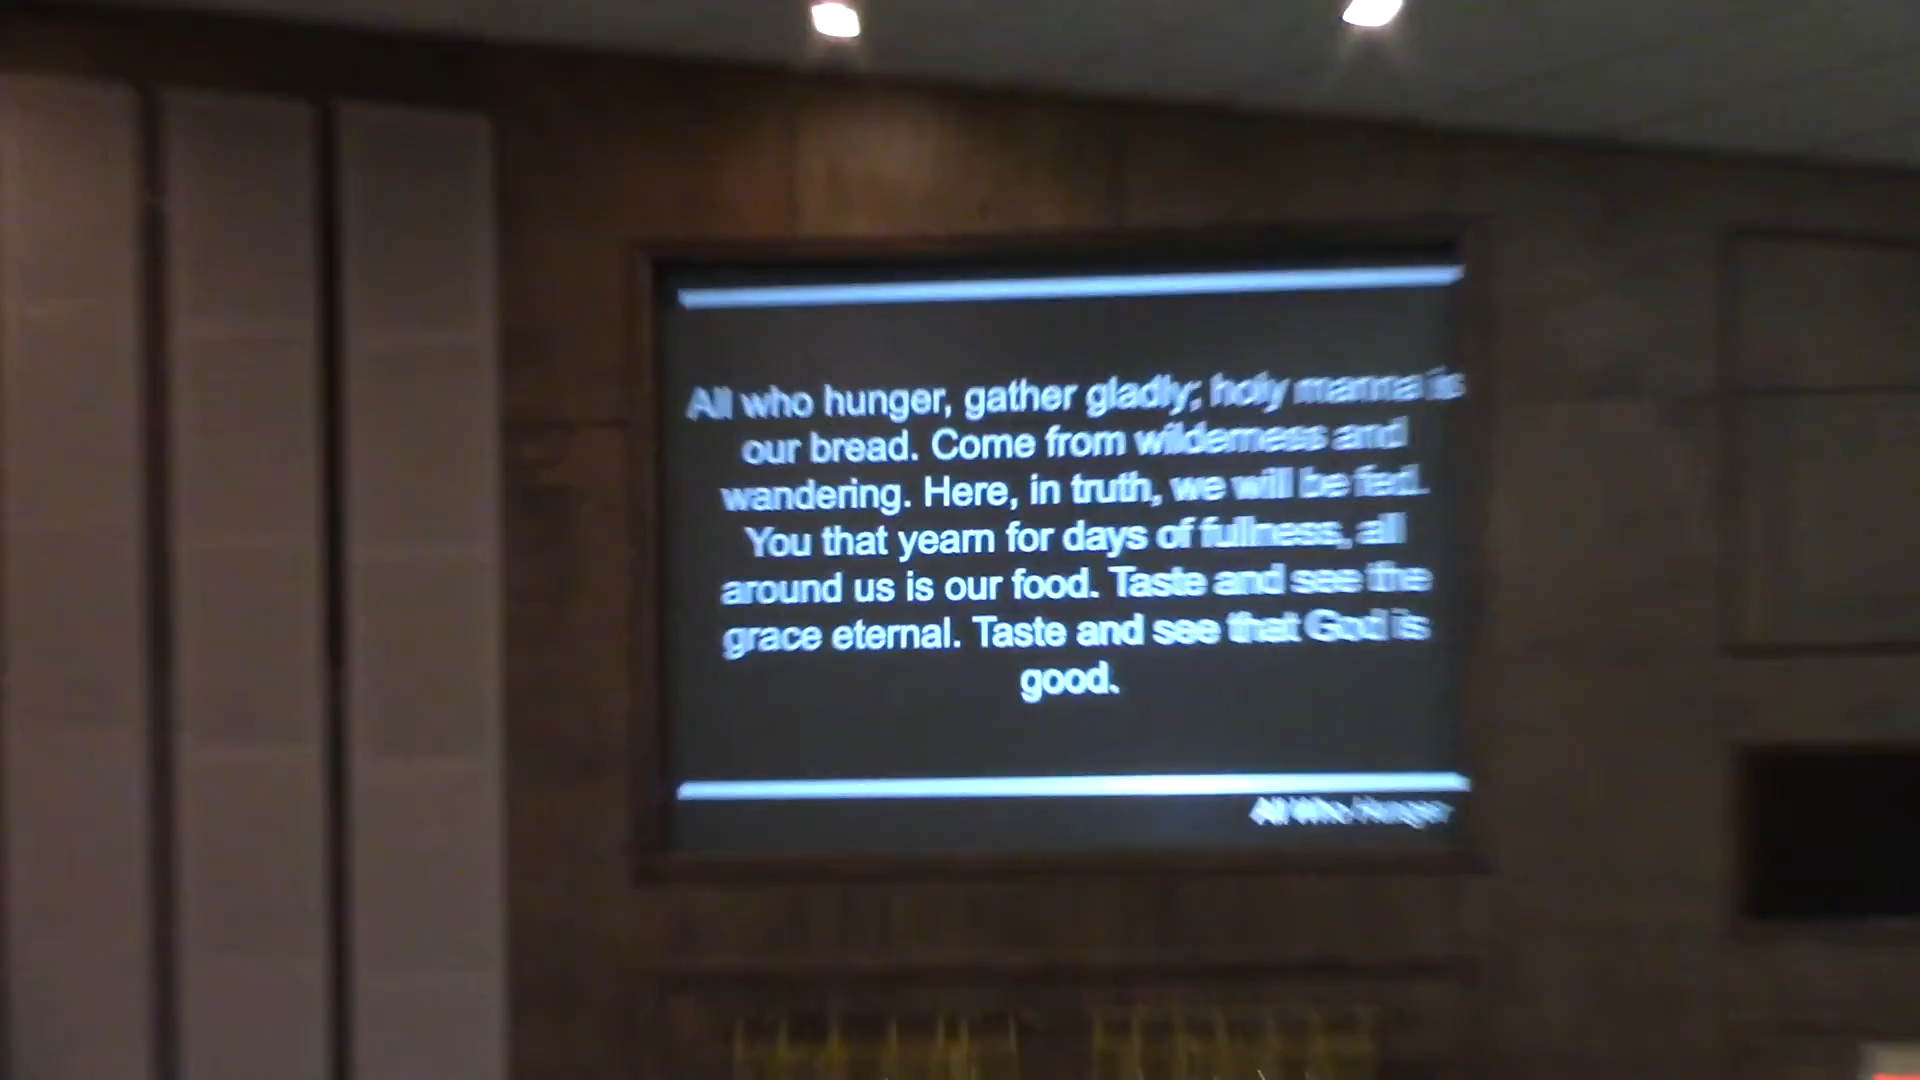 All who hunger, gather gladly; holy manna is
our bread. Come from wilderness and
wandering. Here, in truth, we will be fed.
You that yearn for days of fullness, all
around us is our food. Taste and see the
grace eternal. Taste and see that God is
good.
All Who Hunger